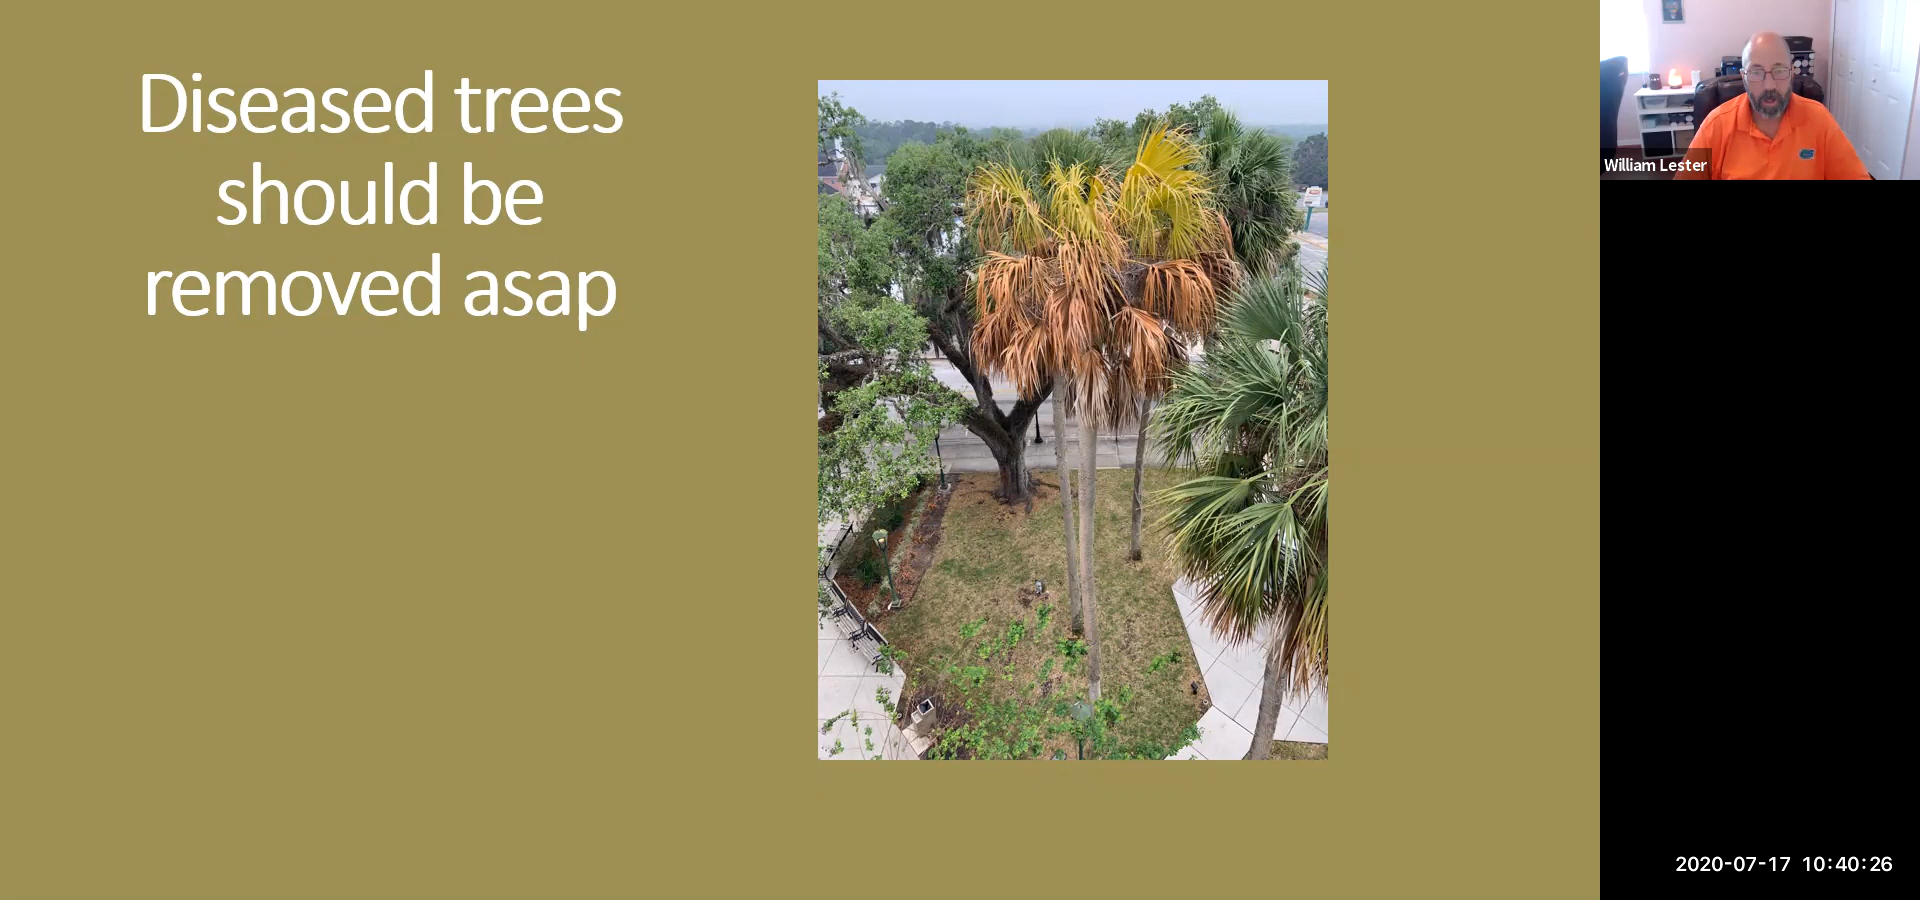 Diseased trees
should be
removed asap
William Lester
2020-07-17 10:40:26